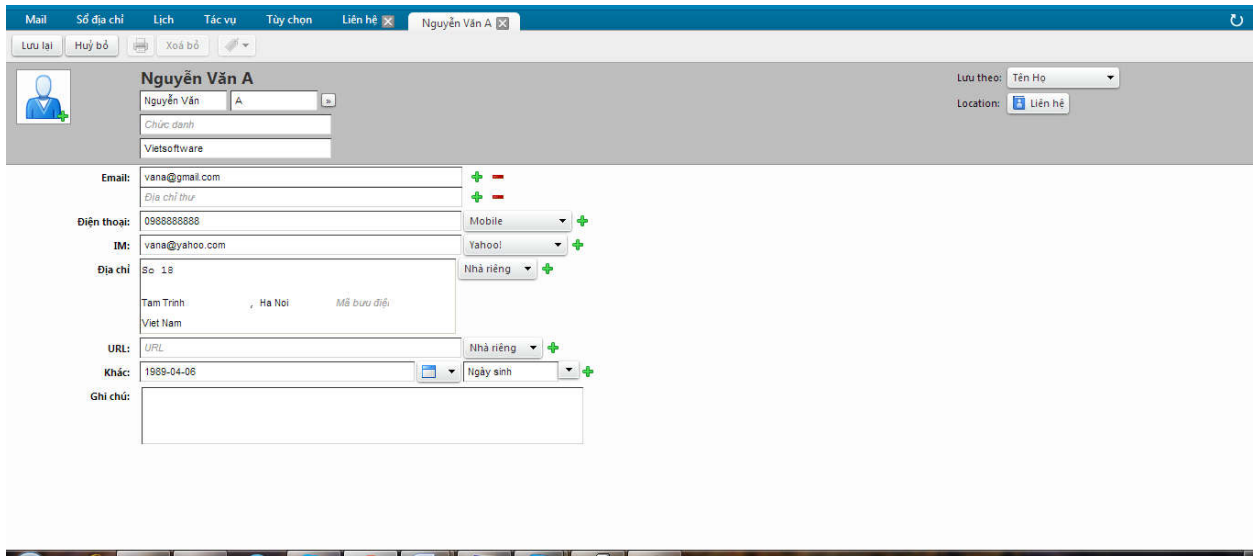 Mail Sổ địa chỉ Lịch Tác vụ Tùy chọn Liên hệ Nguyễn Văn A
Lưu lại Huỷ bỏ Xoá bỏ
Nguyễn Văn A
Lưu theo: Tên Họ
Nguyễn Văn A »
Location: Liên hệ
Chức danh
Vietsoftware
Email: vana@gmail.com
Địa chỉ thư
Điện thoại: 0988888888 Mobile
IM: vana@yahoo.com Yahoo!
Địa chỉ So 18 Nhà riêng
Tam Trinh , Ha Noi Mã bưu điện
Viet Nam
URL: URL Nhà riêng
Khác: 1989-04-06 Ngày sinh
Ghi chú: